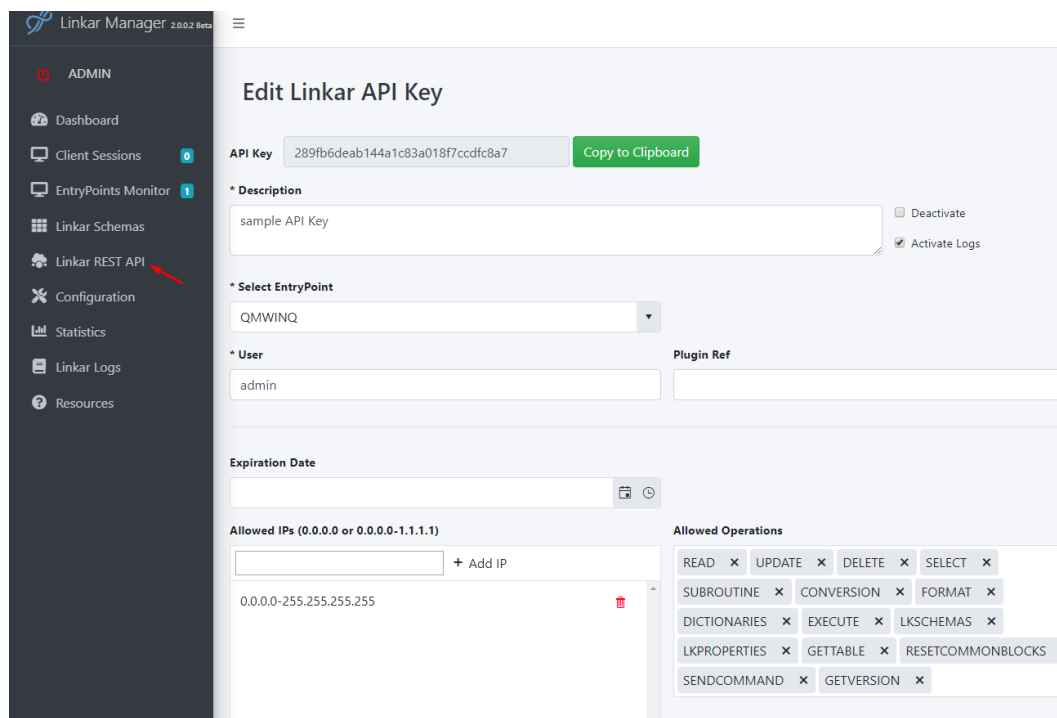 Linkar Manager 2.0.0.2 Beta
ADMIN
Dashboard
Client Sessions 0
EntryPoints Monitor 1
Linkar Schemas
Linkar REST API
Configuration
Statistics
Linkar Logs
Resources
Edit Linkar API Key
API Key 289fb6deab144a1c83a018f7ccdfc8a7 Copy to Clipboard
* Description
sample API Key
Deactivate
Activate Logs
* Select EntryPoint
QMWINQ
* User
admin
Plugin Ref
Expiration Date
Allowed IPs (0.0.0.0 or 0.0.0.0-1.1.1.1)
+ Add IP
0.0.0.0-255.255.255.255
Allowed Operations
READ × UPDATE × DELETE × SELECT ×
SUBROUTINE × CONVERSION × FORMAT ×
DICTIONARIES × EXECUTE × LKSCHEMAS ×
LKPROPERTIES × GETTABLE × RESETCOMMONBLOCKS
SENDCOMMAND × GETVERSION ×